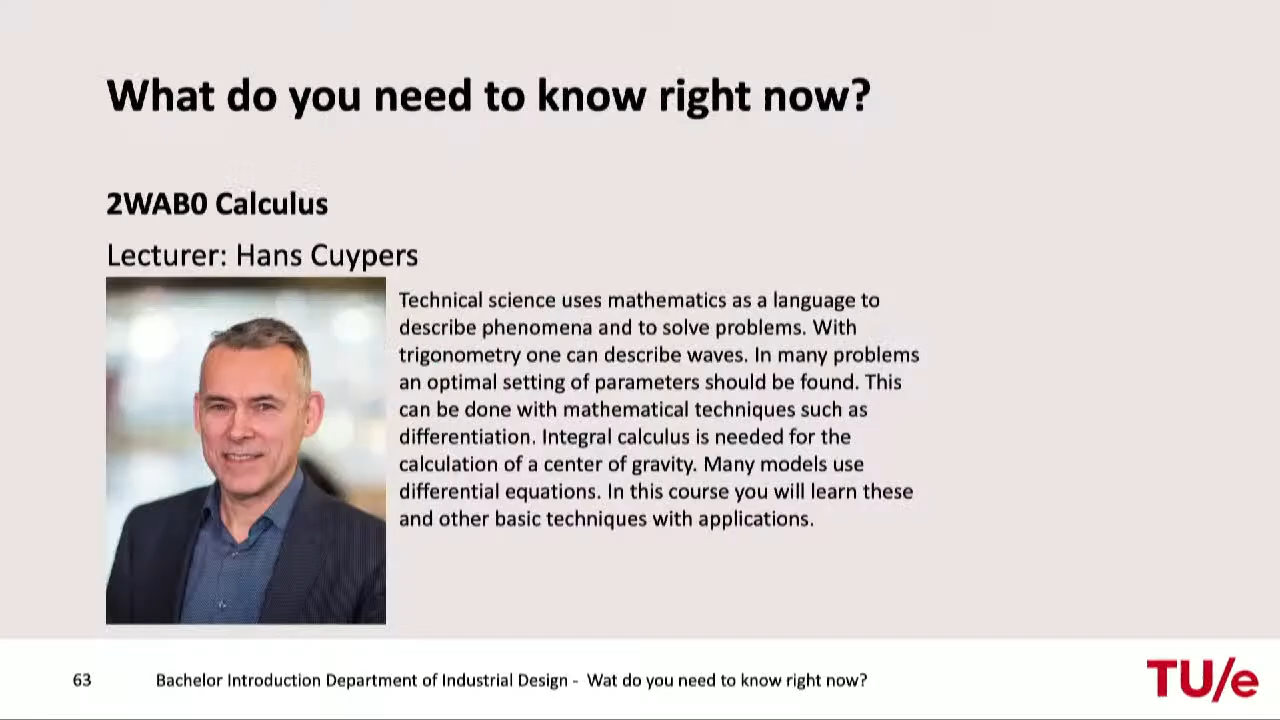 What do you need to know right now?
2WAB0 Calculus
Lecturer: Hans Cuypers
Technical science uses mathematics as a language to
describe phenomena and to solve problems. With
trigonometry one can describe waves. In many problems
an optimal setting of parameters should be found. This
can be done with mathematical techniques such as
differentiation. Integral calculus is needed for the
calculation of a center of gravity. Many models use
differential equations. In this course you will learn these
and other basic techniques with applications.
63 Bachelor Introduction Department of Industrial Design - Wat do you need to know right now?
TU/e